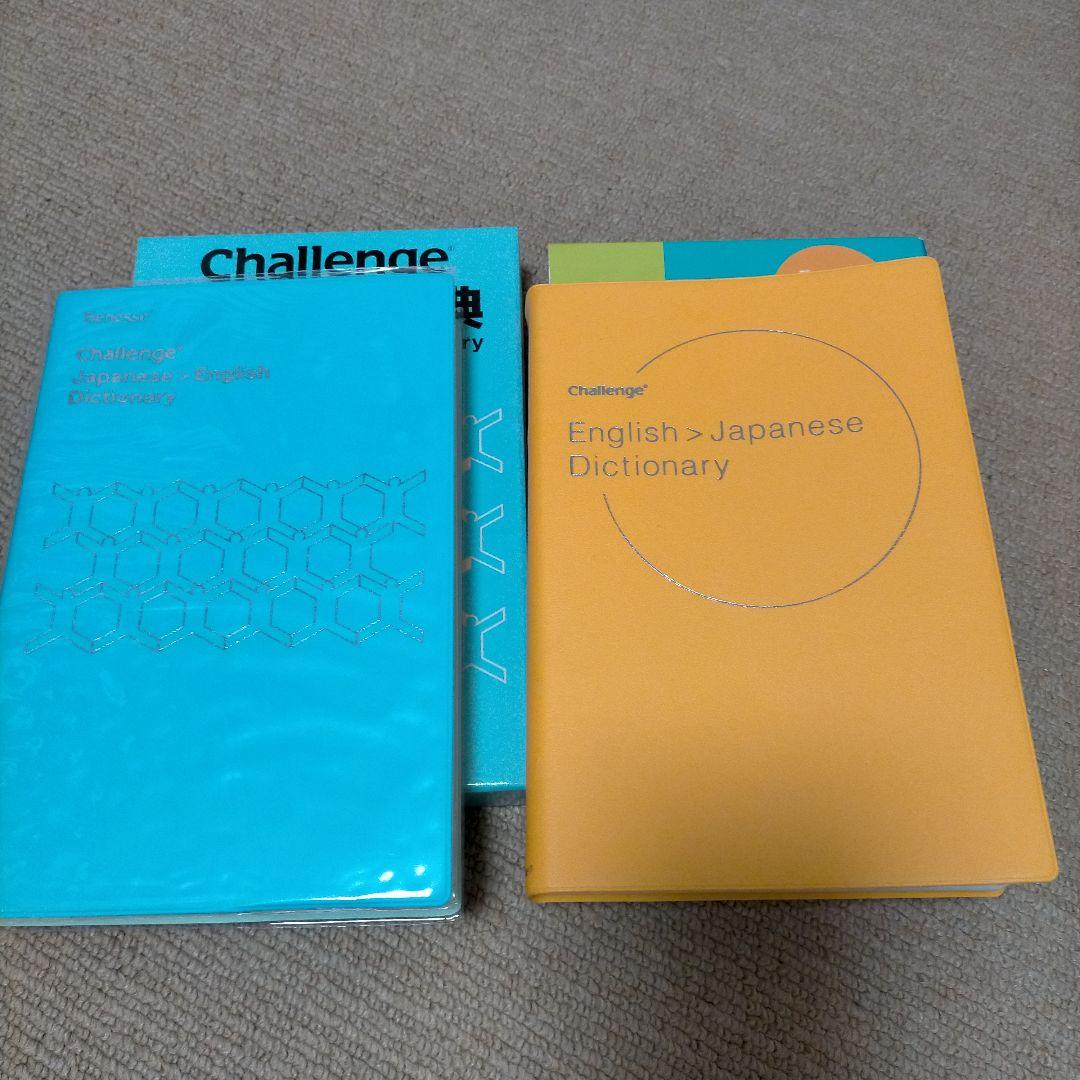 Challenge®
典
ry
Benesse®
Challenge®
Japanese > English
Dictionary
Challenge®
English > Japanese
Dictionary